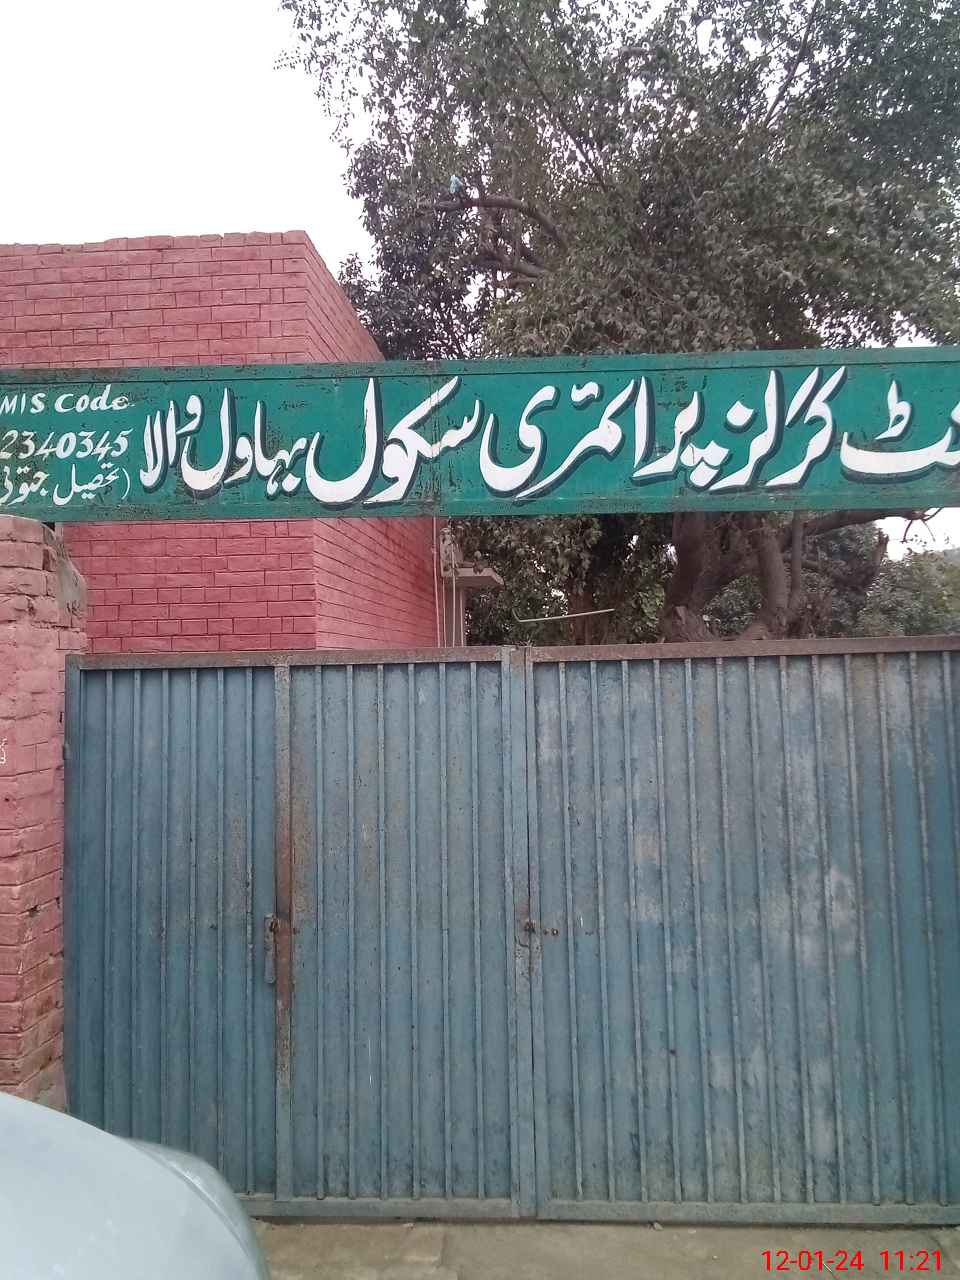 گرلز پرائمری سکول بہاول والا
MIS Code
2340345
(تحصیل جتوئی
12-01-24 11:21